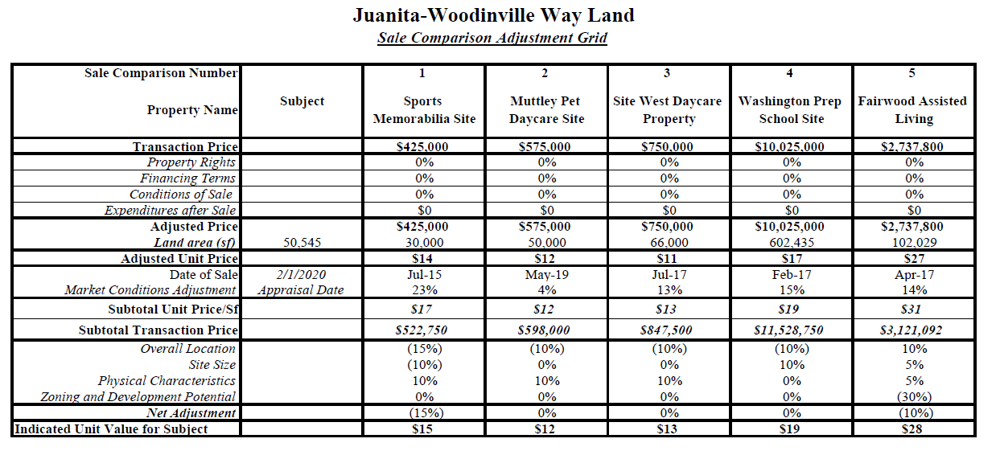 Juanita-Woodinville Way Land
Sale Comparison Adjustment Grid
Sale Comparison Number 1 2 3 4 5
Property Name Subject Sports Memorabilia Site Muttley Pet Daycare Site Site West Daycare Property Washington Prep School Site Fairwood Assisted Living
Transaction Price $425,000 $575,000 $750,000 $10,025,000 $2,737,800
Property Rights 0% 0% 0% 0% 0%
Financing Terms 0% 0% 0% 0% 0%
Conditions of Sale 0% 0% 0% 0% 0%
Expenditures after Sale $0 $0 $0 $0 $0
Adjusted Price $425,000 $575,000 $750,000 $10,025,000 $2,737,800
Land area (sf) 50,545 30,000 50,000 66,000 602,435 102,029
Adjusted Unit Price $14 $12 $11 $17 $27
Date of Sale 2/1/2020 Jul-15 May-19 Jul-17 Feb-17 Apr-17
Market Conditions Adjustment Appraisal Date 23% 4% 13% 15% 14%
Subtotal Unit Price/Sf $17 $12 $13 $19 $31
Subtotal Transaction Price $522,750 $598,000 $847,500 $11,528,750 $3,121,092
Overall Location (15%) (10%) (10%) (10%) 10%
Site Size (10%) 0% 0% 10% 5%
Physical Characteristics 10% 10% 10% 0% 5%
Zoning and Development Potential 0% 0% 0% 0% (30%)
Net Adjustment (15%) 0% 0% 0% (10%)
Indicated Unit Value for Subject $15 $12 $13 $19 $28